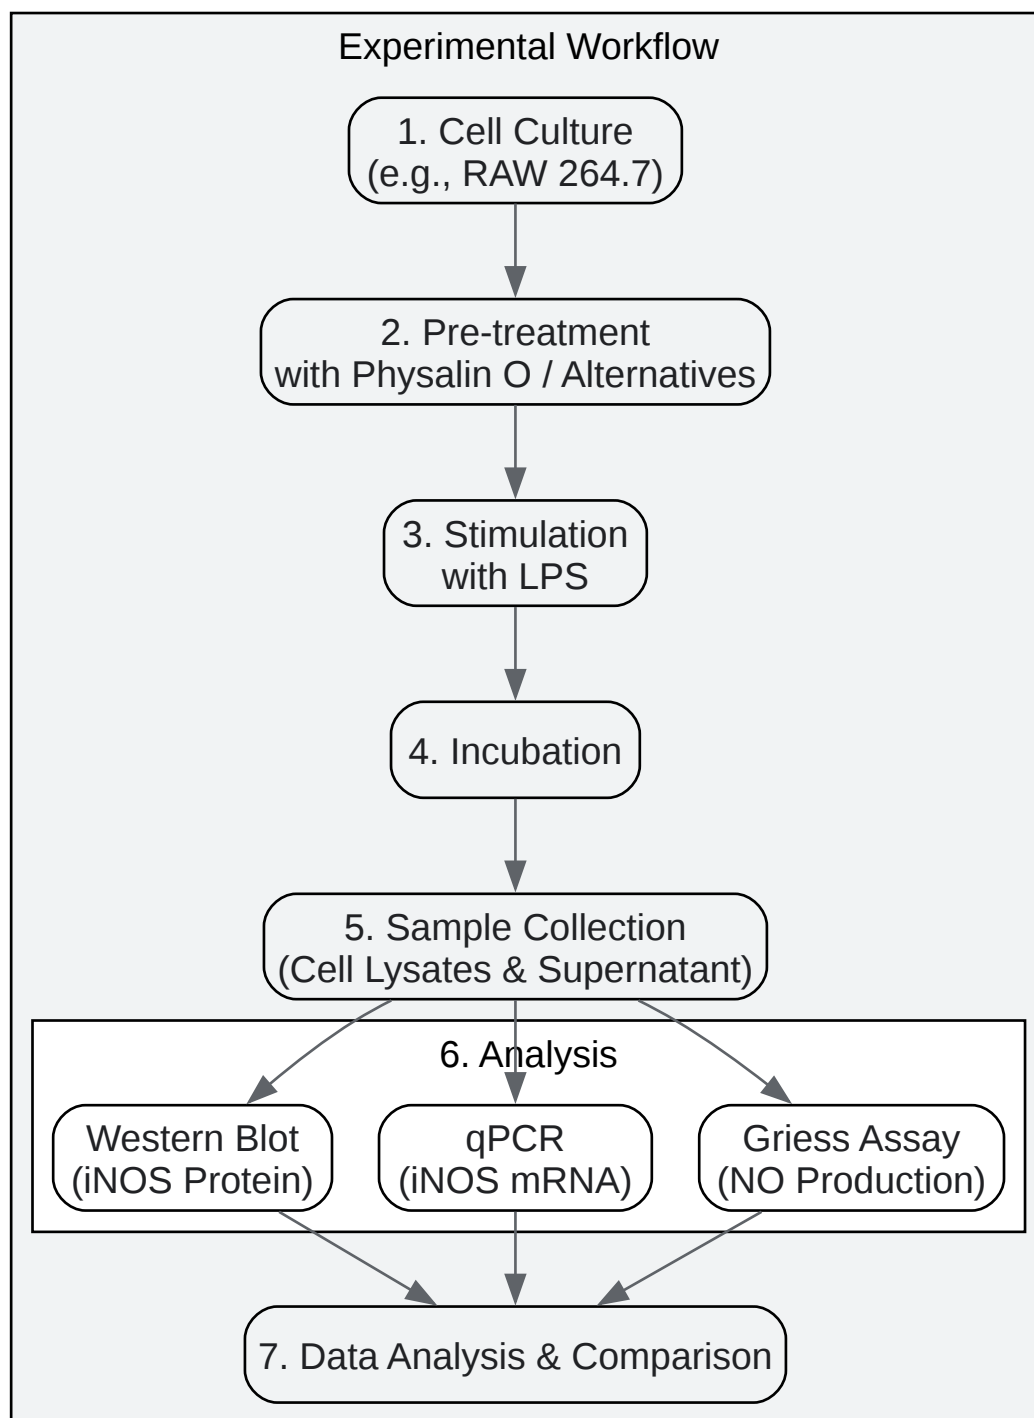 Experimental Workflow
1. Cell Culture
(e.g., RAW 264.7)
2. Pre-treatment
with Physalin O / Alternatives
3. Stimulation
with LPS
4. Incubation
5. Sample Collection
(Cell Lysates & Supernatant)
6. Analysis
Western Blot
(iNOS Protein)
qPCR
(iNOS mRNA)
Griess Assay
(NO Production)
7. Data Analysis & Comparison